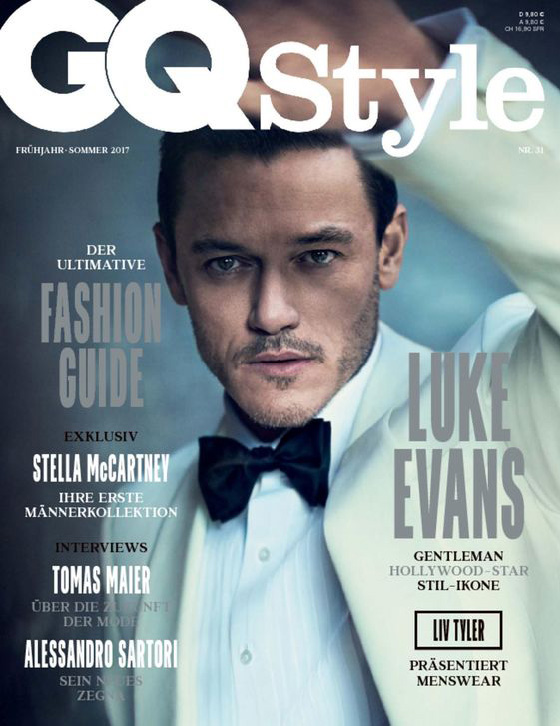 GQ Style
D 9,80 €
A 9,80 €
CH 16,90 SFR
FRÜHJAHR-SOMMER 2017
NR. 31
DER
ULTIMATIVE
FASHION
GUIDE
EXKLUSIV
STELLA McCARTNEY
IHRE ERSTE
MÄNNERKOLLEKTION
INTERVIEWS
TOMAS MAIER
ÜBER DIE ZUKUNFT
DER MODE
ALESSANDRO SARTORI
SEIN NEUES
ZEGNA
LUKE
EVANS
GENTLEMAN
HOLLYWOOD-STAR
STIL-IKONE
LIV TYLER
PRÄSENTIERT
MENSWEAR